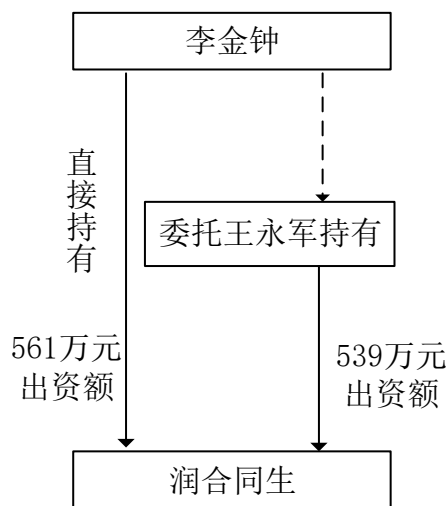 李金钟
直接持有
委托王永军持有
561万元
出资额
539万元
出资额
润合同生